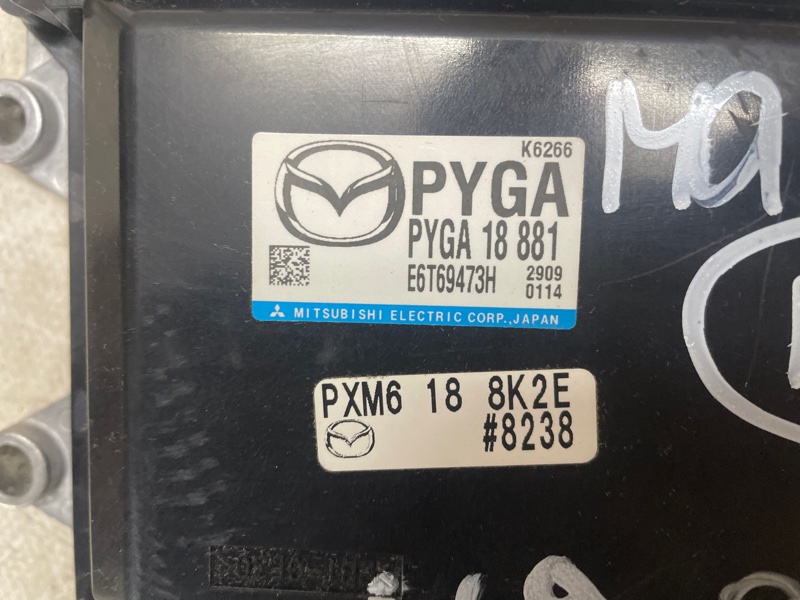 K6266
PYGA
PYGA 18 881
E6T69473H 2909
0114
MITSUBISHI ELECTRIC CORP., JAPAN
PXM6 18 8K2E
#8238